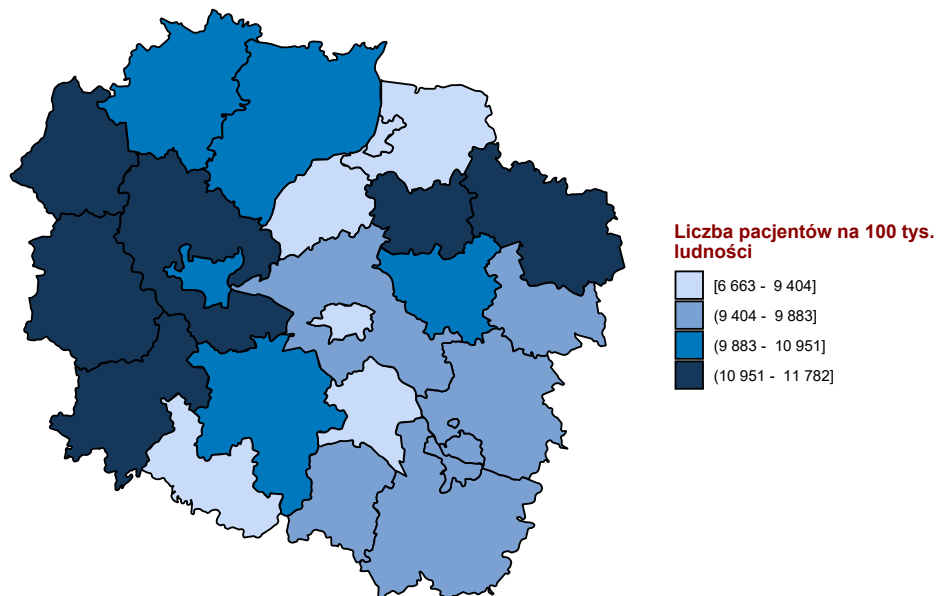 Liczba pacjentów na 100 tys.
ludności
[6 663 - 9 404]
(9 404 - 9 883]
(9 883 - 10 951]
(10 951 - 11 782]